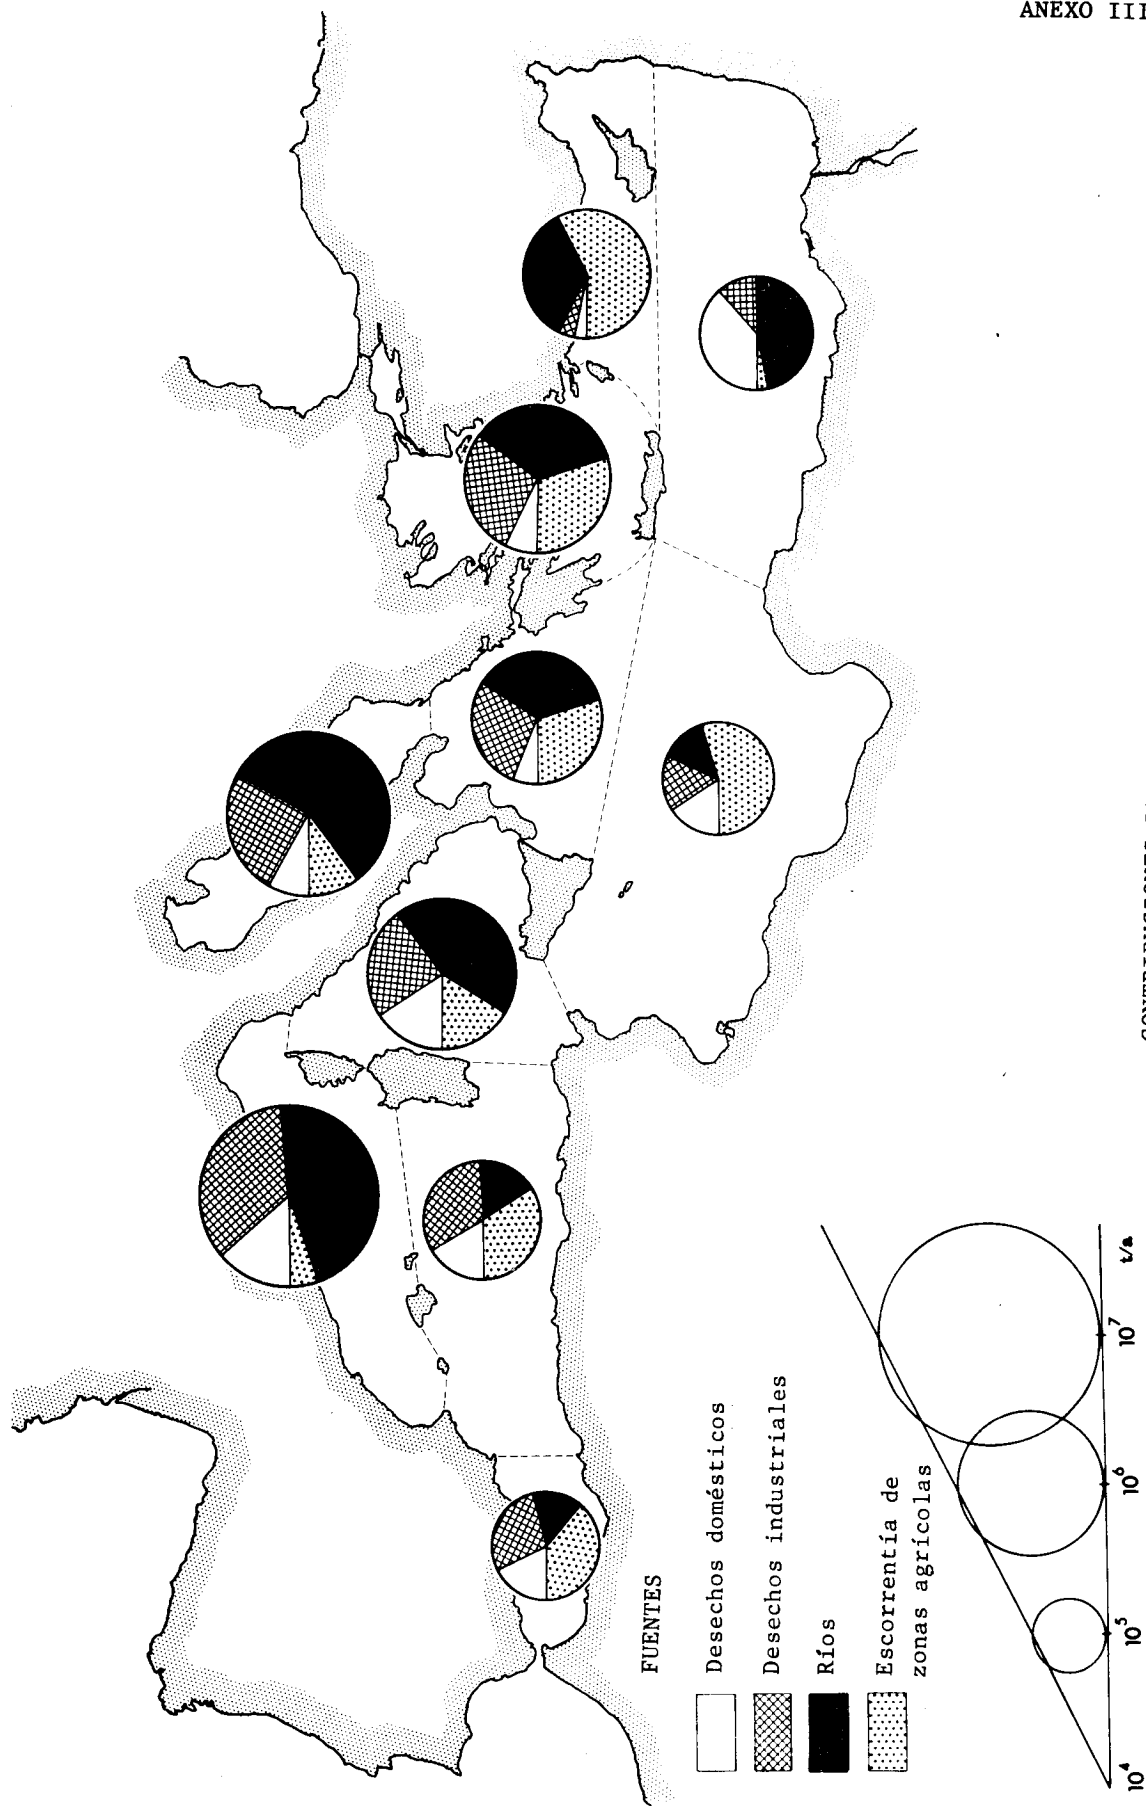 ANEXO III
FUENTES
Desechos domésticos
Desechos industriales
Ríos
Escorrentía de
zonas agrícolas
10⁴
10⁵
10⁶
10⁷
t/a